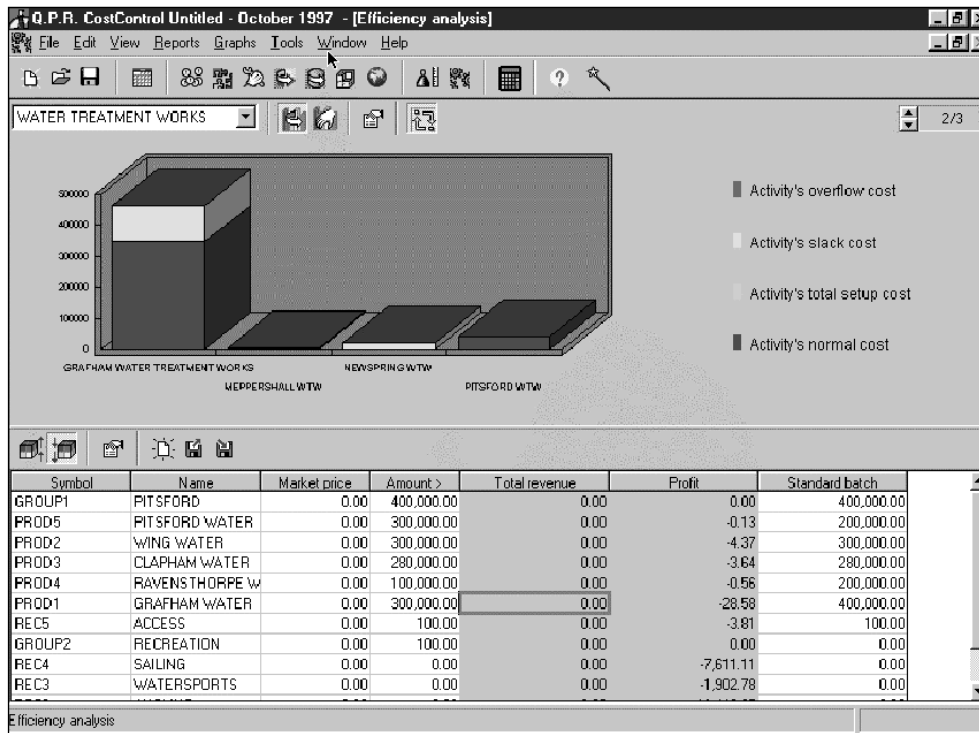 Q.P.R. CostControl Untitled - October 1997 - [Efficiency analysis]
File Edit View Reports Graphs Tools Window Help
WATER TREATMENT WORKS
2/3
500000
400000
300000
200000
100000
0
GRAFHAM WATER TREATMENT WORKS
MEPPERSHALL WTW
NEWSPRING WTW
PITSFORD WTW
Activity's overflow cost
Activity's slack cost
Activity's total setup cost
Activity's normal cost
Symbol Name Market price Amount > Total revenue Profit Standard batch
GROUP1 PITSFORD 0.00 400,000.00 0.00 0.00 400,000.00
PROD5 PITSFORD WATER 0.00 300,000.00 0.00 -0.13 200,000.00
PROD2 WING WATER 0.00 300,000.00 0.00 -4.37 300,000.00
PROD3 CLAPHAM WATER 0.00 280,000.00 0.00 -3.64 280,000.00
PROD4 RAVENSTHORPE W 0.00 100,000.00 0.00 -0.56 200,000.00
PROD1 GRAFHAM WATER 0.00 300,000.00 0.00 -28.58 400,000.00
REC5 ACCESS 0.00 100.00 0.00 -3.81 100.00
GROUP2 RECREATION 0.00 100.00 0.00 0.00 0.00
REC4 SAILING 0.00 0.00 0.00 -7,611.11 0.00
REC3 WATERSPORTS 0.00 0.00 0.00 -1,902.78 0.00
Efficiency analysis